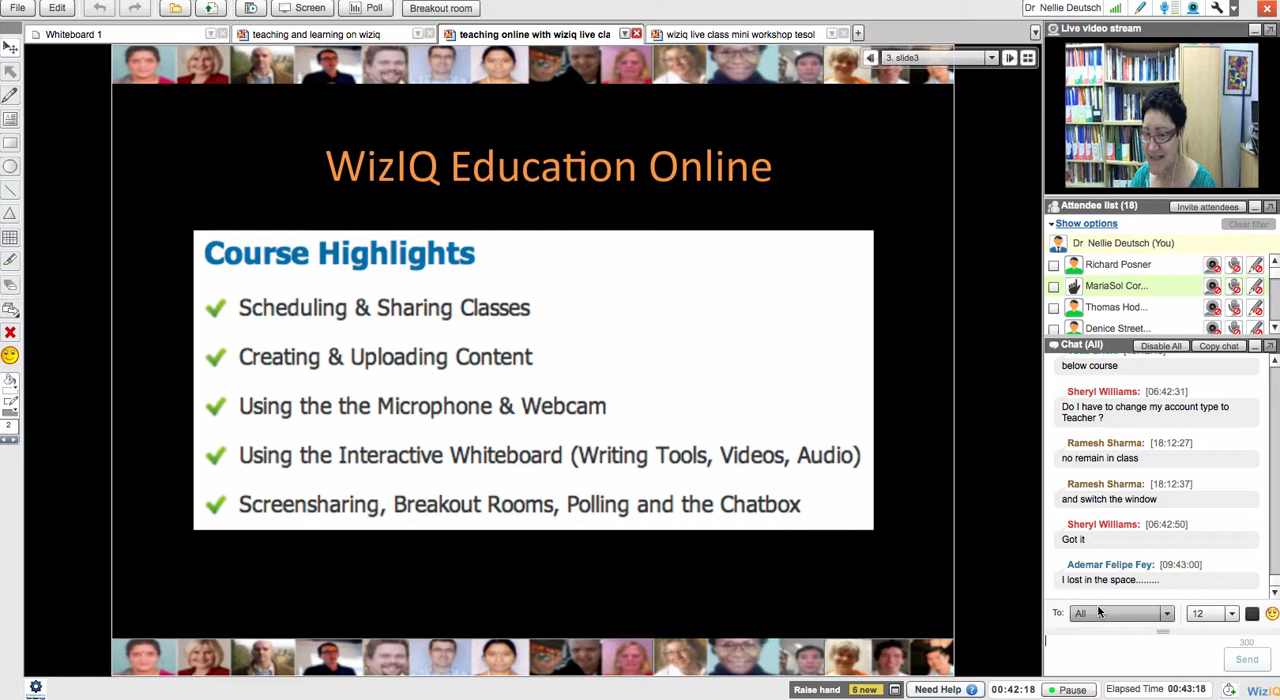 File Edit Screen Poll Breakout room Dr Nellie Deutsch
Whiteboard 1 teaching and learning on wiziq teaching online with wiziq live cla wiziq live class mini workshop tesol
3. slide3
WizIQ Education Online
Course Highlights
Scheduling & Sharing Classes
Creating & Uploading Content
Using the the Microphone & Webcam
Using the Interactive Whiteboard (Writing Tools, Videos, Audio)
Screensharing, Breakout Rooms, Polling and the Chatbox
2
Live video stream
Attendee list (18) Invite attendees
Show options Clear filter
Dr Nellie Deutsch (You)
Richard Posner
MariaSol Cor...
Thomas Hod...
Denice Street...
Chat (All) Disable All Copy chat
below course
Sheryl Williams: [06:42:31]
Do I have to change my account type to
Teacher ?
Ramesh Sharma: [18:12:27]
no remain in class
Ramesh Sharma: [18:12:37]
and switch the window
Sheryl Williams: [06:42:50]
Got it
Ademar Felipe Fey: [09:43:00]
I lost in the space.........
To: All 12
300
Send
Raise hand 6 new Need Help ? 00:42:18 Pause Elapsed Time 00:43:18 WizIQ